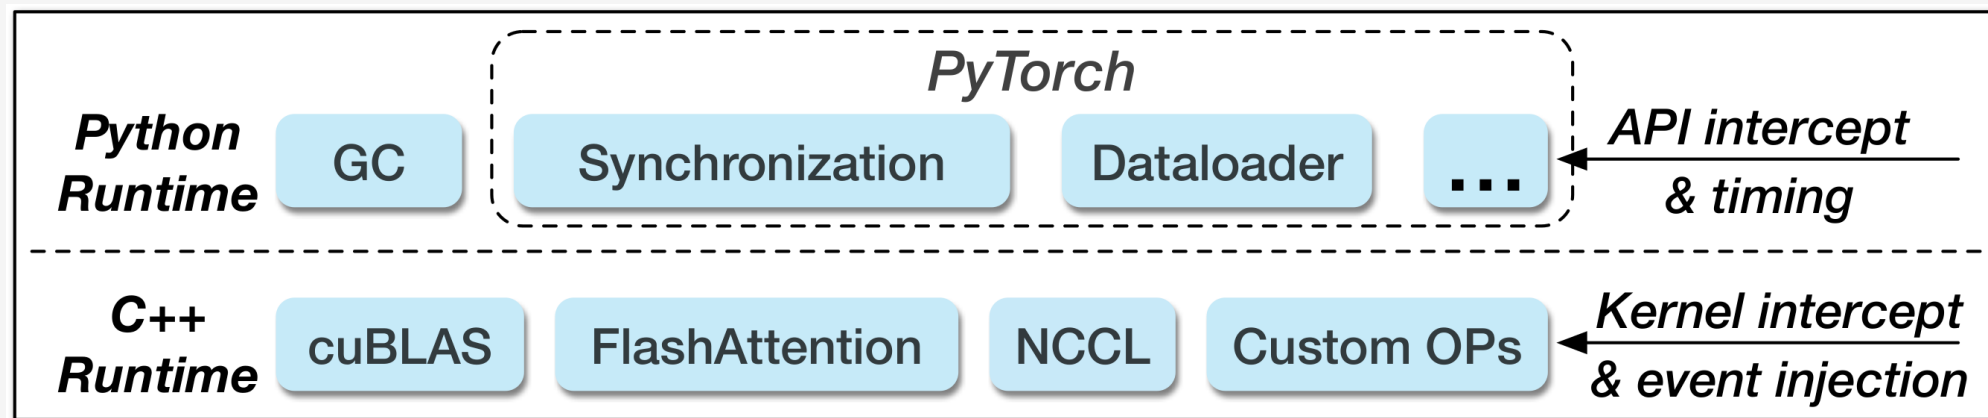 PyTorch
Python
Runtime
GC
Synchronization
Dataloader
...
API intercept
& timing
C++
Runtime
cuBLAS
FlashAttention
NCCL
Custom OPs
Kernel intercept
& event injection